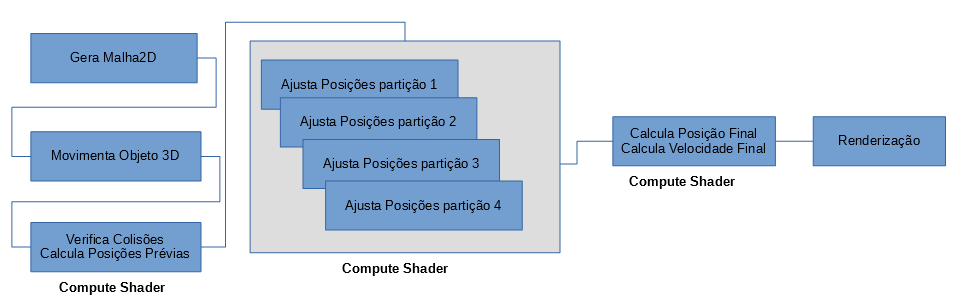 Gera Malha2D
Movimenta Objeto 3D
Verifica Colisões
Calcula Posições Prévias
Compute Shader
Ajusta Posições partição 1
Ajusta Posições partição 2
Ajusta Posições partição 3
Ajusta Posições partição 4
Compute Shader
Calcula Posição Final
Calcula Velocidade Final
Compute Shader
Renderização